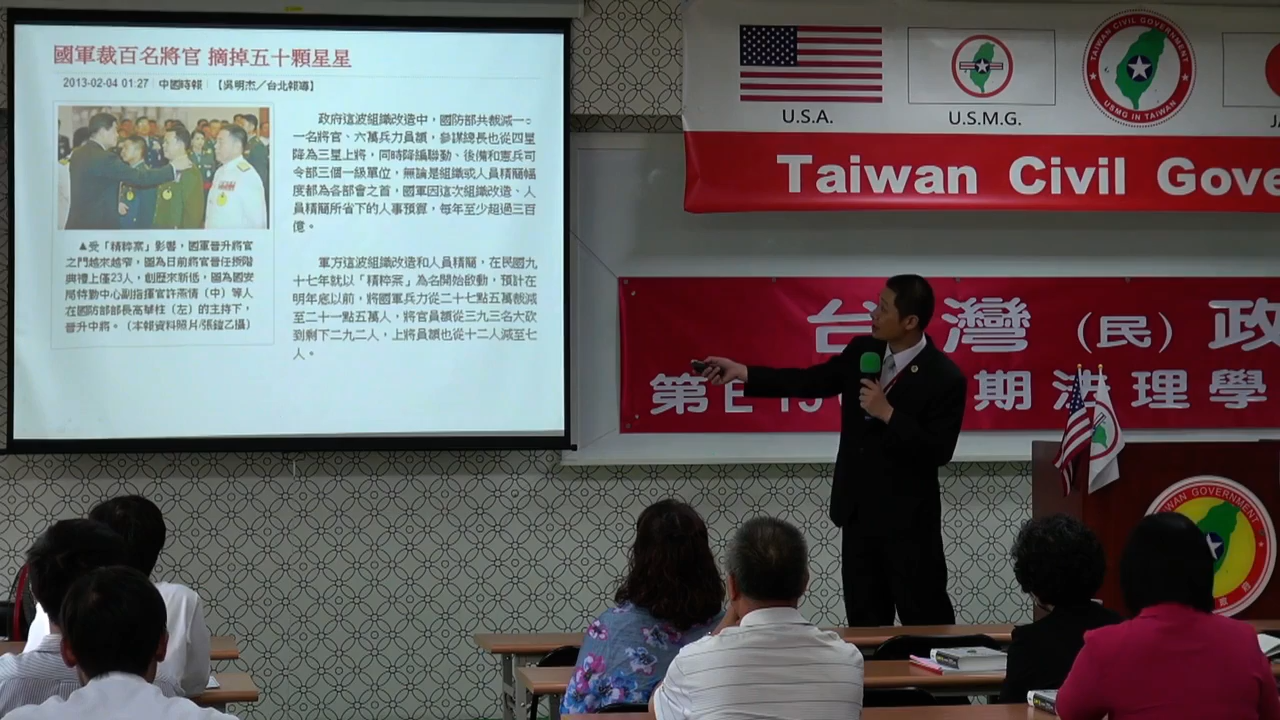 國軍裁百名將官 摘掉五十顆星星
2013-02-04 01:27 中國時報 【吳明杰／台北報導】
▲受「精粹案」影響，國軍晉升將官
之門越來越窄，圖為日前將官晉任授階
典禮上僅23人，創歷來新低，圖為國安
局特勤中心副指揮官許燕情（中）等人
在國防部部長高華柱（左）的主持下，
晉升中將。（本報資料照片/張鎧乙攝）
政府這波組織改造中，國防部共裁減一○
一名將官、六萬兵力員額，參謀總長也從四星
降為三星上將，同時降編聯勤、後備和憲兵司
令部三個一級單位，無論是組織或人員精簡幅
度都為各部會之首，國軍因這次組織改造、人
員精簡所省下的人事預算，每年至少超過三百
億。
軍方這波組織改造和人員精簡，在民國九
十七年就以「精粹案」為名開始啟動，預計在
明年底以前，將國軍兵力從二十七點五萬裁減
至二十一點五萬人，將官員額從三九三名大砍
到剩下二九二人，上將員額也從十二人減至七
人。
U.S.A.
U.S.M.G.
TAIWAN CIVIL GOVERNMENT
USMG IN TAIWAN
JA
Taiwan Civil Gove
台灣（民）政
第E 15 期法理學
WAN GOVERNMENT